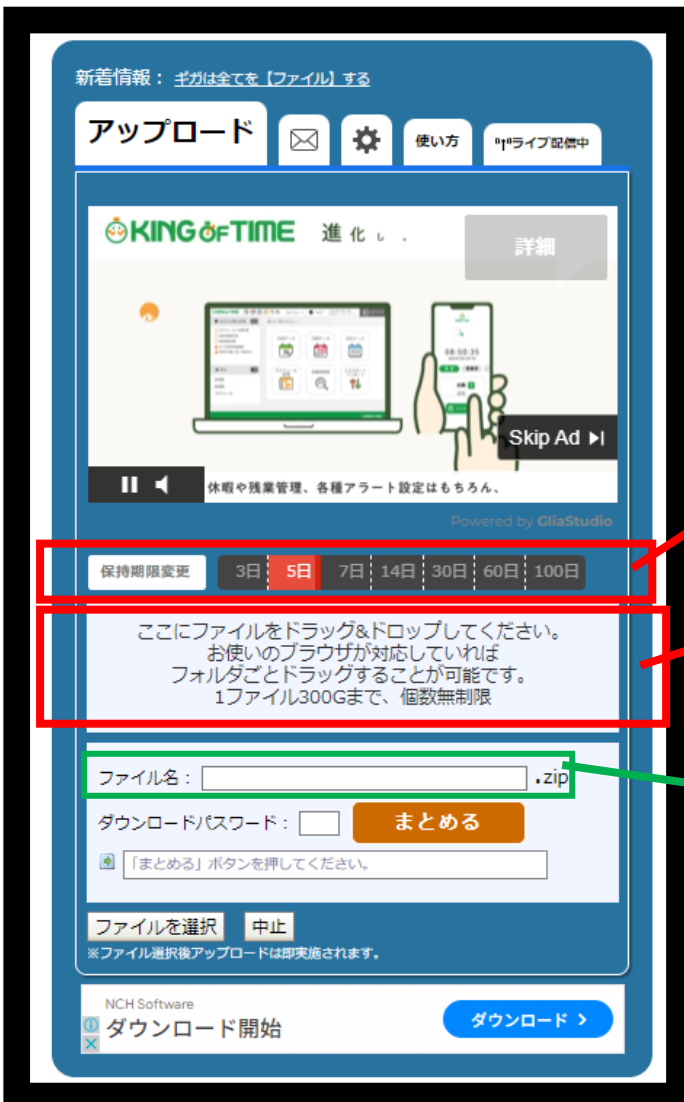 新着情報： ギガは全てを【ファイル】する
アップロード
使い方
ライブ配信中
KING OF TIME 進化し．
詳細
08:50:35
Skip Ad
休暇や残業管理、各種アラート設定はもちろん、
Powered by GliaStudio
保持期限変更 3日 5日 7日 14日 30日 60日 100日
ここにファイルをドラッグ&ドロップしてください。
お使いのブラウザが対応していれば
フォルダごとドラッグすることが可能です。
1ファイル300Gまで、個数無制限
ファイル名： .zip
ダウンロードパスワード： まとめる
「まとめる」ボタンを押してください。
ファイルを選択 中止
※ファイル選択後アップロードは即実施されます。
NCH Software
ダウンロード開始
ダウンロード